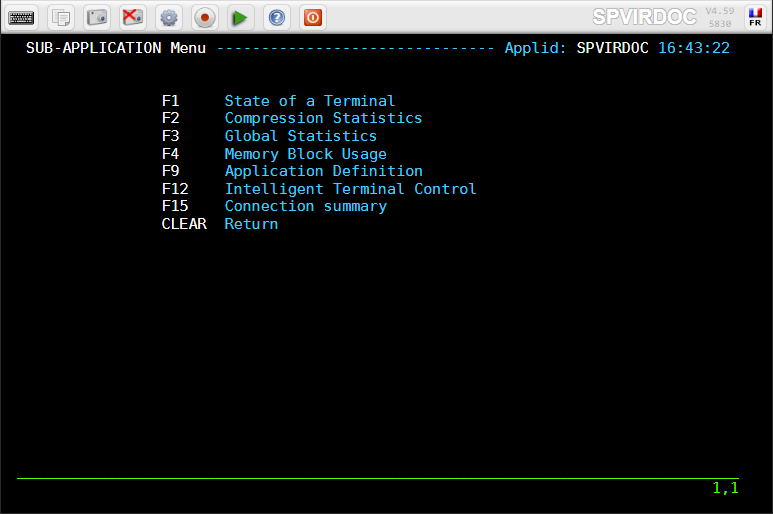 SPVIRDOC V4.59
5830
FR
SUB-APPLICATION Menu ------------------------------- Applid: SPVIRDOC 16:43:22
F1 State of a Terminal
F2 Compression Statistics
F3 Global Statistics
F4 Memory Block Usage
F9 Application Definition
F12 Intelligent Terminal Control
F15 Connection summary
CLEAR Return
1,1